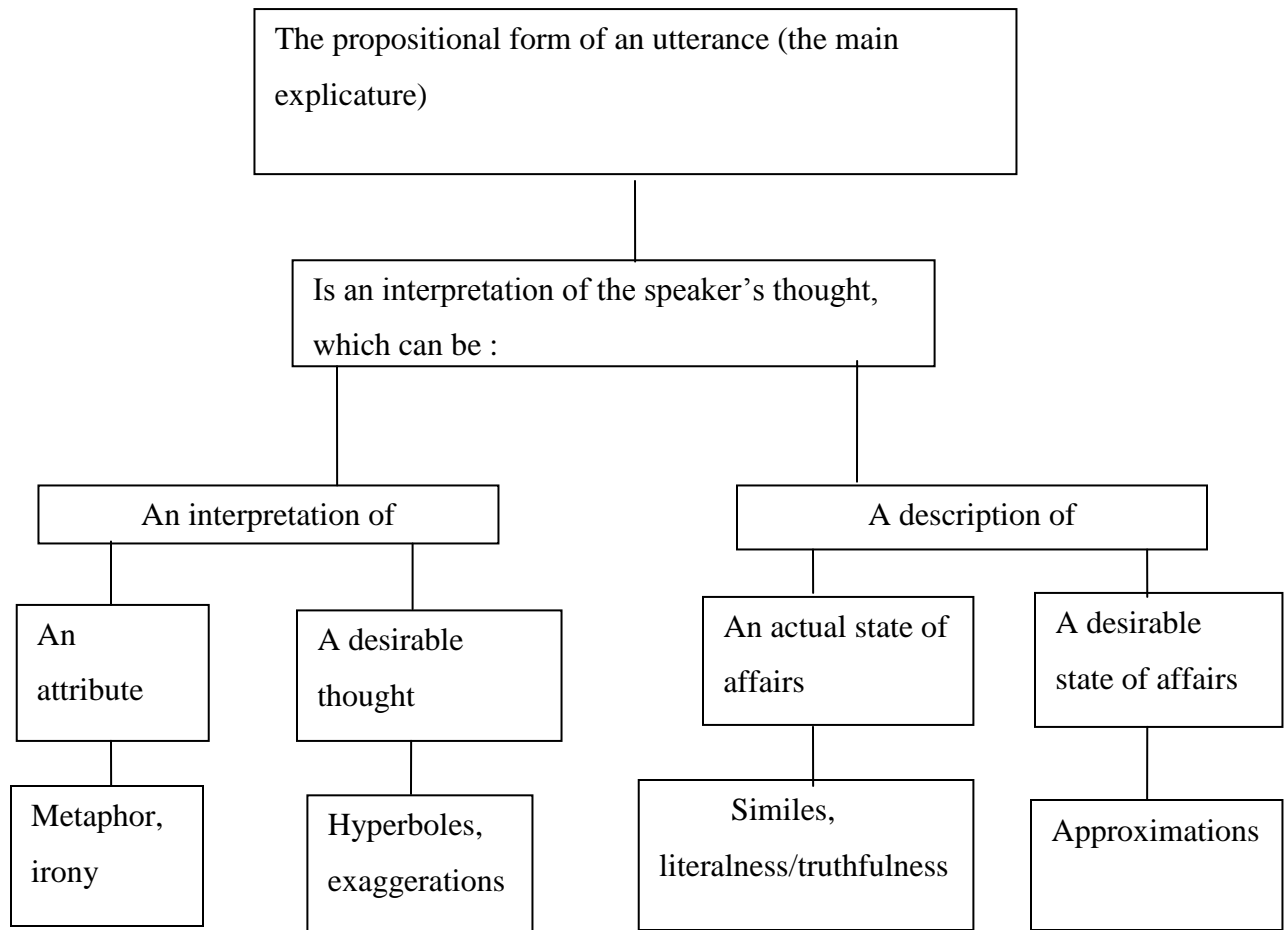 The propositional form of an utterance (the main
explicature)
Is an interpretation of the speaker’s thought,
which can be :
An interpretation of
A description of
An
attribute
A desirable
thought
An actual state of
affairs
A desirable
state of affairs
Metaphor,
irony
Hyperboles,
exaggerations
Similes,
literalness/truthfulness
Approximations